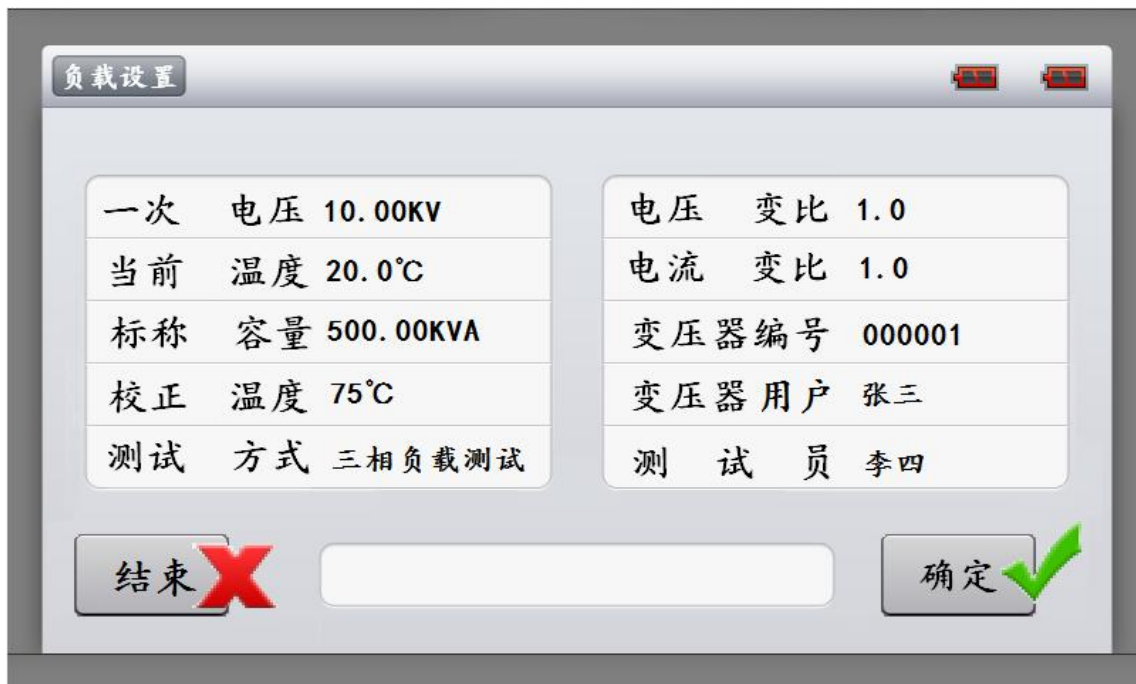 负载设置
一次 电压 10.00KV
当前 温度 20.0℃
标称 容量 500.00KVA
校正 温度 75℃
测试 方式 三相负载测试
电压 变比 1.0
电流 变比 1.0
变压器编号 000001
变压器用户 张三
测 试 员 李四
结束
确定